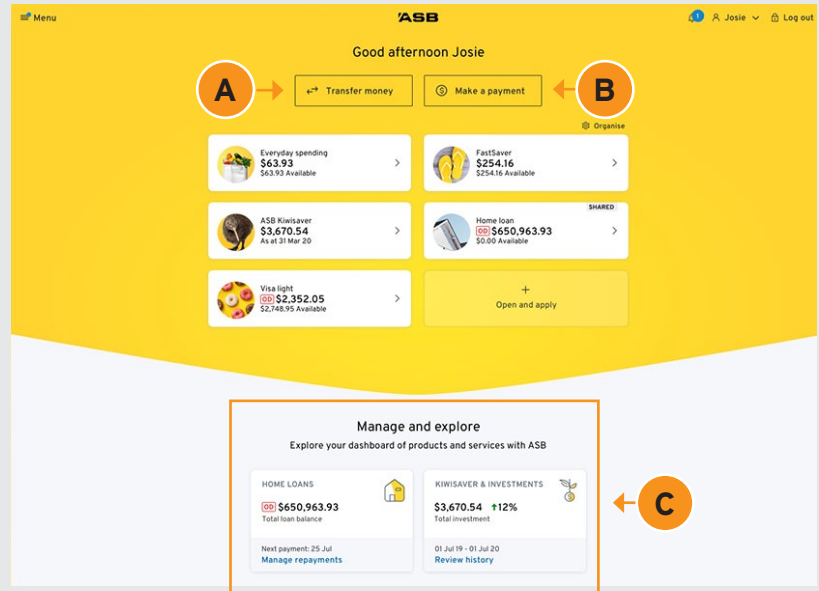 Menu
ASB
1
Josie
Log out
Good afternoon Josie
A
Transfer money
Make a payment
B
Organise
Everyday spending
$63.93
$63.93 Available
FastSaver
$254.16
$254.16 Available
ASB Kiwisaver
$3,670.54
As at 31 Mar 20
SHARED
Home loan
OD $650,963.93
$0.00 Available
Visa light
OD $2,352.05
$2,748.95 Available
+
Open and apply
Manage and explore
Explore your dashboard of products and services with ASB
HOME LOANS
OD $650,963.93
Total loan balance
Next payment: 25 Jul
Manage repayments
KIWISAVER & INVESTMENTS
$3,670.54 ↑12%
Total investment
01 Jul 19 - 01 Jul 20
Review history
C